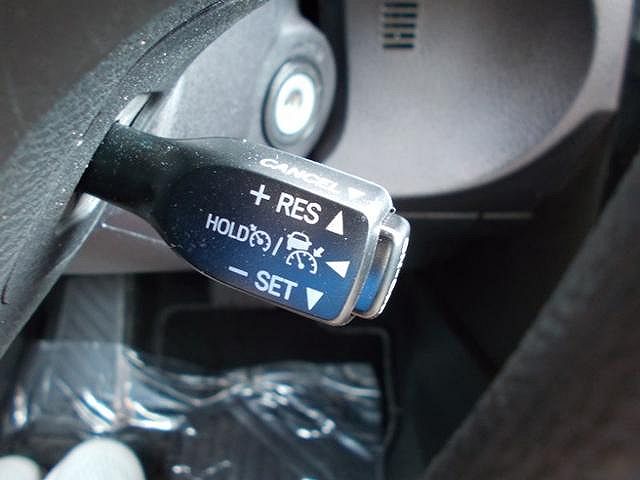 CANCEL
+ RES
HOLD /
− SET